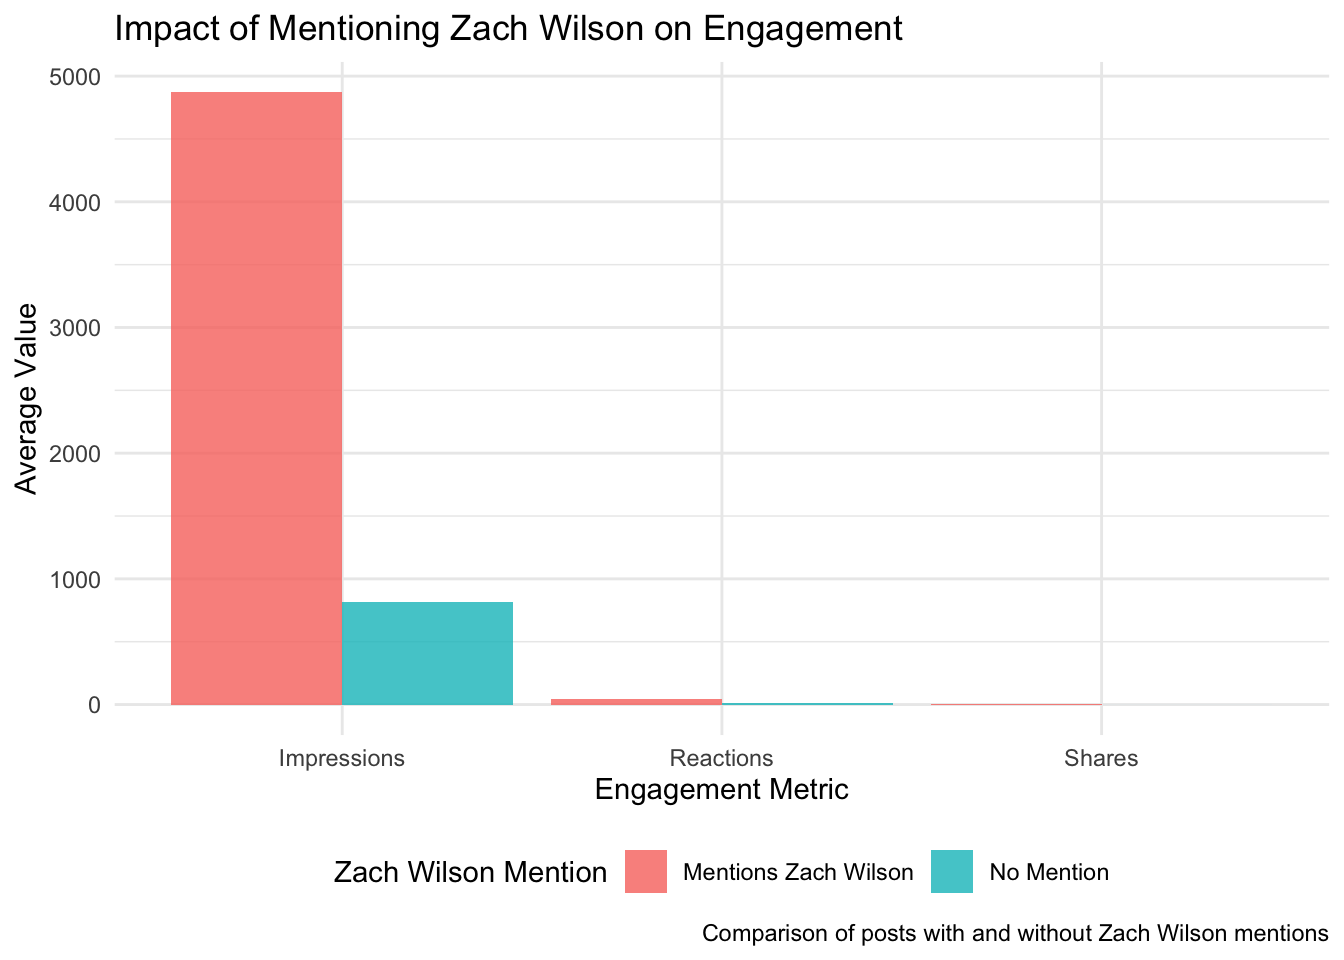 Impact of Mentioning Zach Wilson on Engagement
Average Value
5000
4000
3000
2000
1000
0
Impressions Reactions Shares
Engagement Metric
Zach Wilson Mention Mentions Zach Wilson No Mention
Comparison of posts with and without Zach Wilson mentions